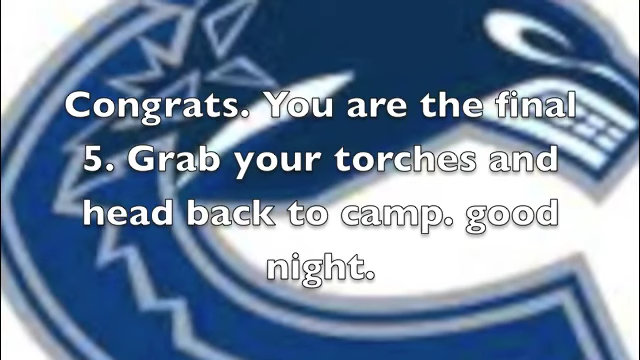 Congrats. You are the final
5. Grab your torches and
head back to camp. good
night.